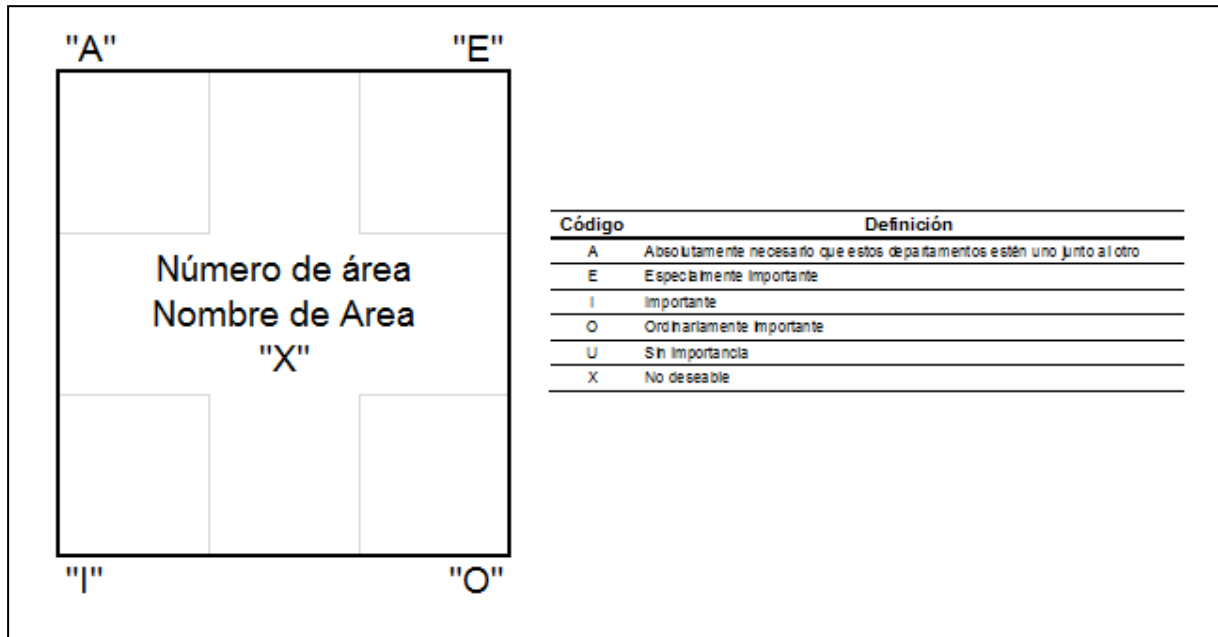 "A" "E"
Número de área
Nombre de Area
"X"
"I" "O"
Código Definición
A Absolutamente necesario que estos departamentos estén uno junto al otro
E Especialmente Importante
I Importante
O Ordinariamente Importante
U Sin Importancia
X No deseable